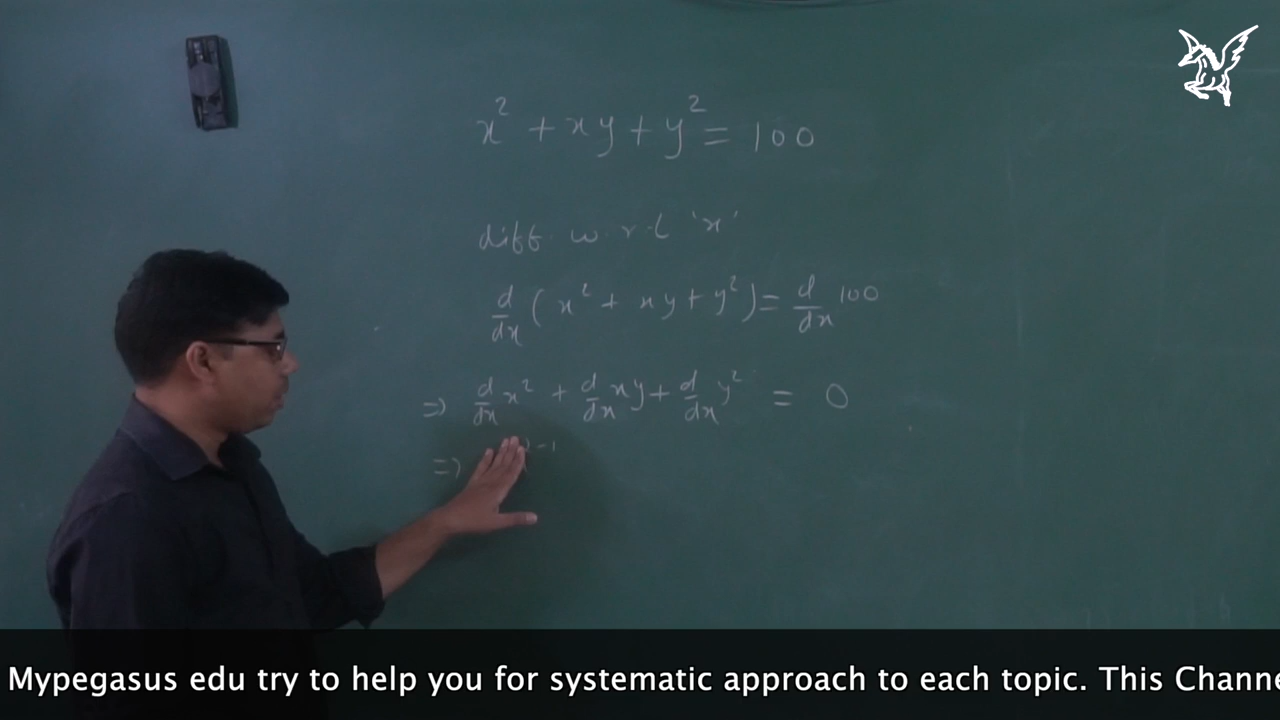 x² + xy + y² = 100
diff. w.r.t 'x'
d/dx (x² + xy + y²) = d/dx 100
=> d/dx x² + d/dx xy + d/dx y² = 0
=> -1
Mypegasus edu try to help you for systematic approach to each topic. This Channe